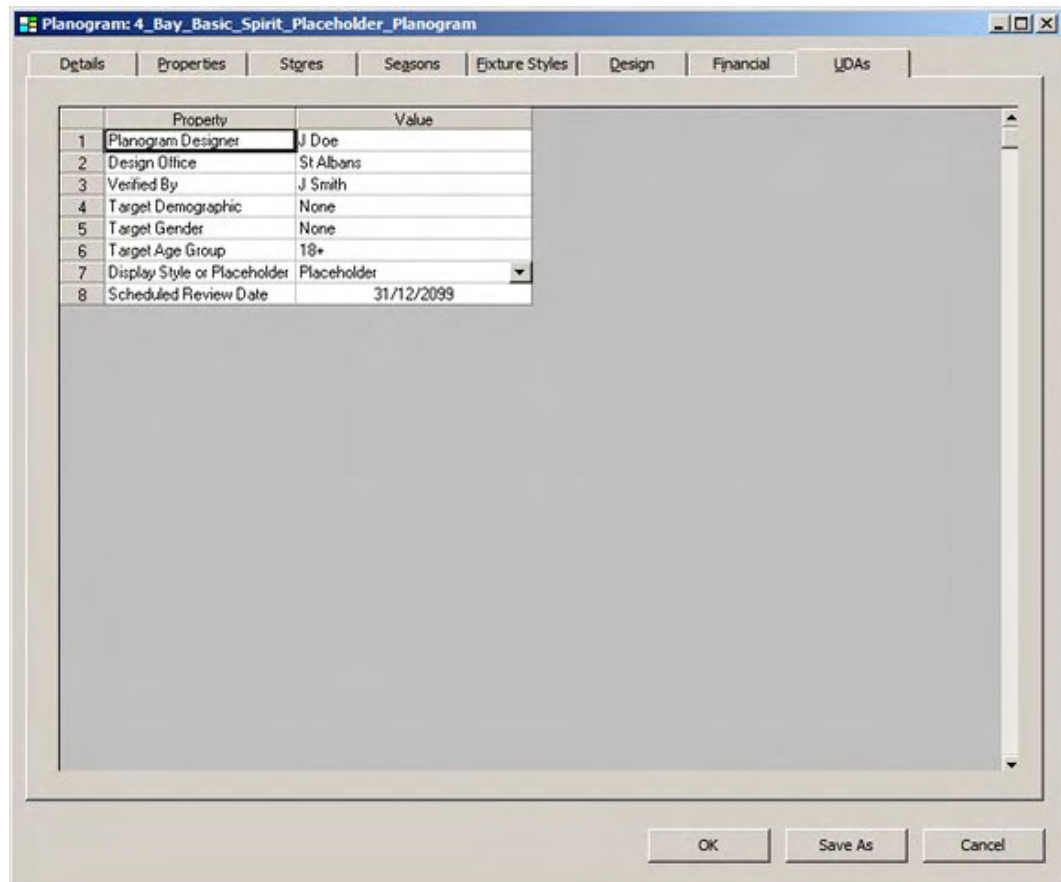 Planogram: 4_Bay_Basic_Spirit_Placeholder_Planogram
Details Properties Stores Seasons Fixture Styles Design Financial UDAs
Property Value
1 Planogram Designer J Doe
2 Design Office St Albans
3 Verified By J Smith
4 Target Demographic None
5 Target Gender None
6 Target Age Group 18+
7 Display Style or Placeholder Placeholder
8 Scheduled Review Date 31/12/2099
OK Save As Cancel